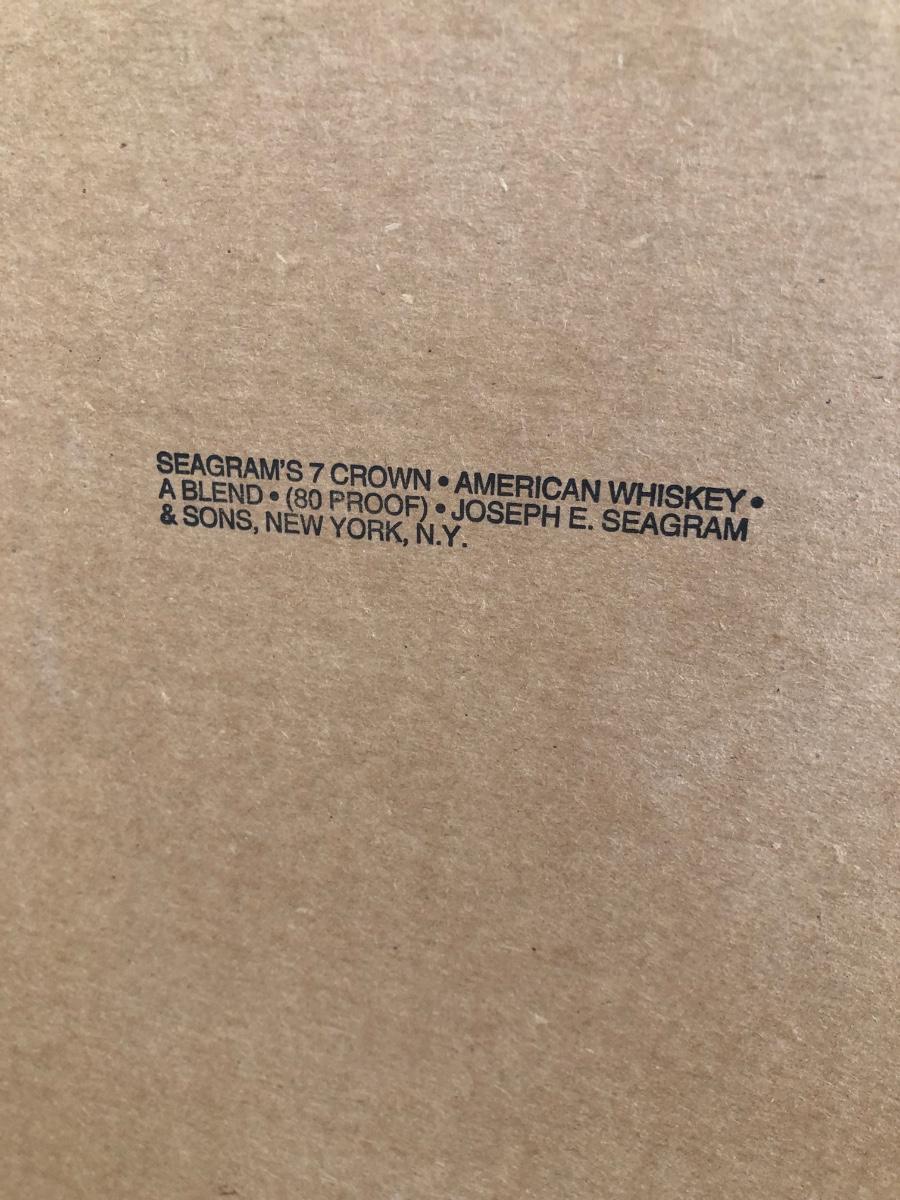 SEAGRAM'S 7 CROWN • AMERICAN WHISKEY •
A BLEND • (80 PROOF) • JOSEPH E. SEAGRAM
& SONS, NEW YORK, N.Y.